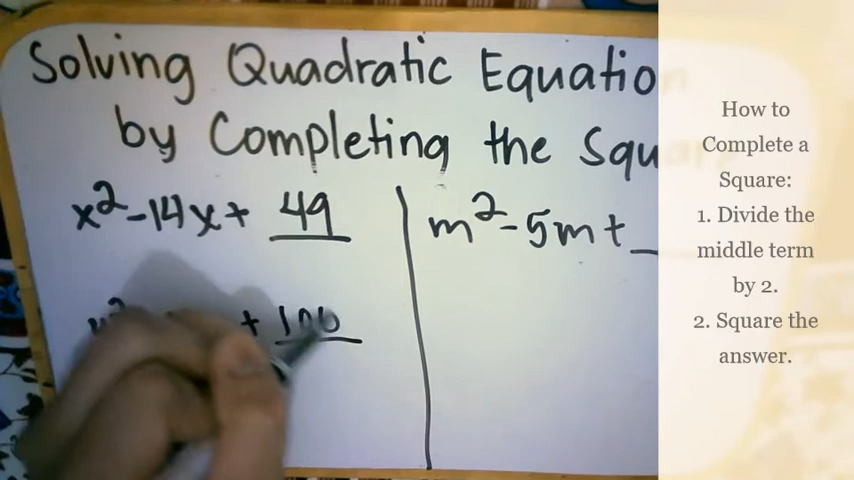 Solving Quadratic Equation
by Completing the Squ
x² - 14x + 49
m² - 5m + _
+ 100
How to
Complete a
Square:
1. Divide the
middle term
by 2.
2. Square the
answer.